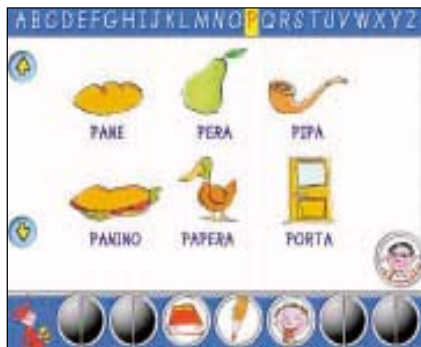 ABCDEFGHIJKLMNOPQRSTUVWXYZ
PANE PERA PIPA
PANINO PAPERA PORTA